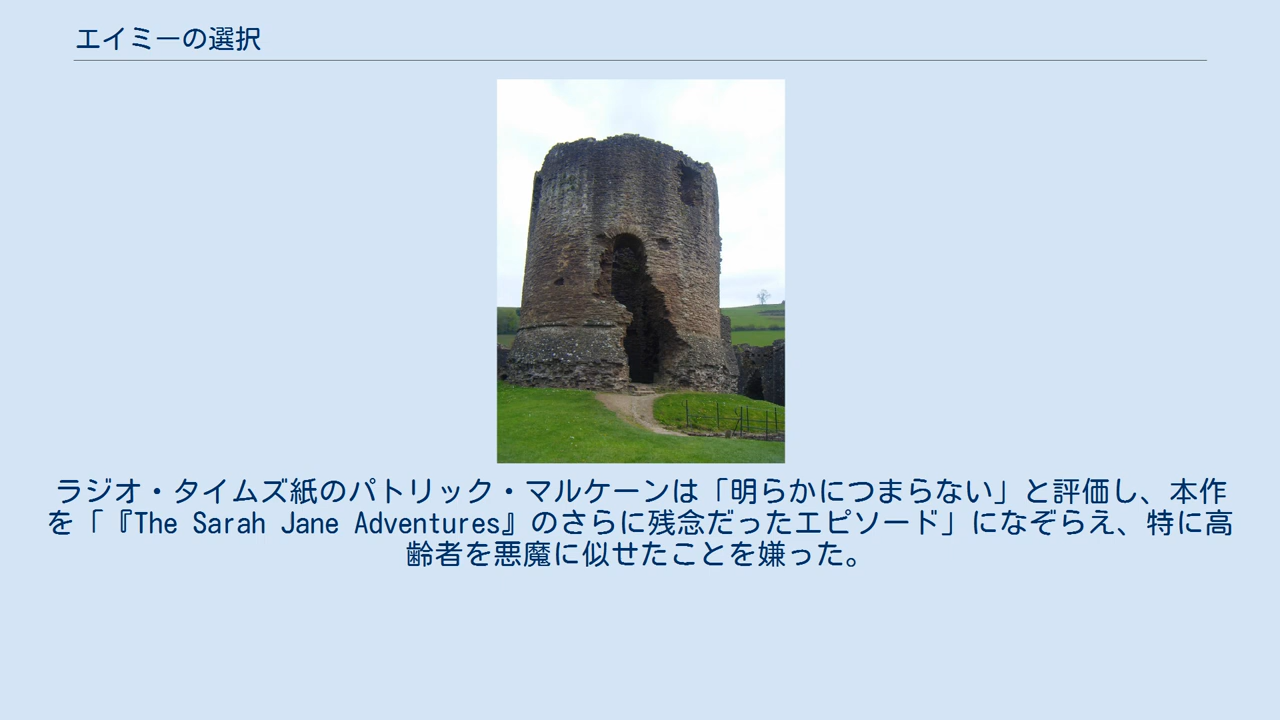 エイミーの選択
ラジオ・タイムズ紙のパトリック・マルケーンは「明らかにつまらない」と評価し、本作
を「『The Sarah Jane Adventures』のさらに残念だったエピソード」になぞらえ、特に高
齢者を悪魔に似せたことを嫌った。